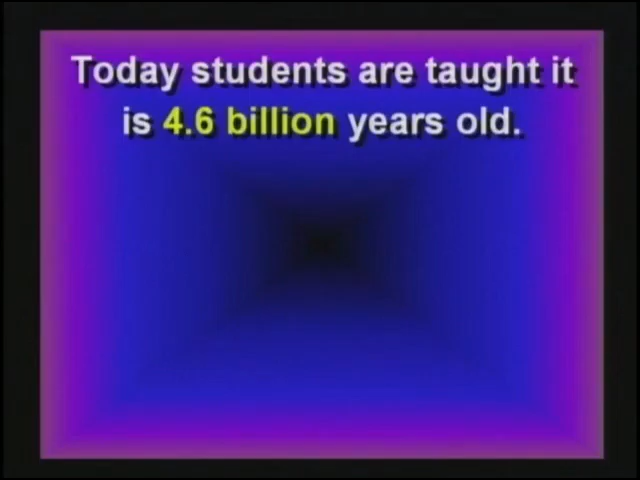 Today students are taught it
is 4.6 billion years old.